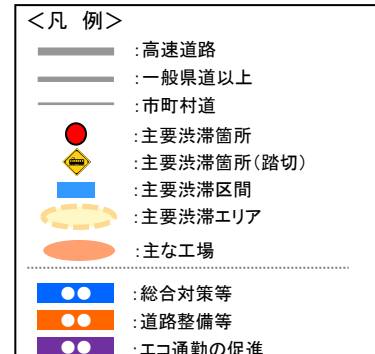 ＜凡 例＞
：高速道路
：一般県道以上
：市町村道
：主要渋滞箇所
：主要渋滞箇所（踏切）
：主要渋滞区間
：主要渋滞エリア
：主な工場
●● ：総合対策等
●● ：道路整備等
●● ：エコ通勤の促進